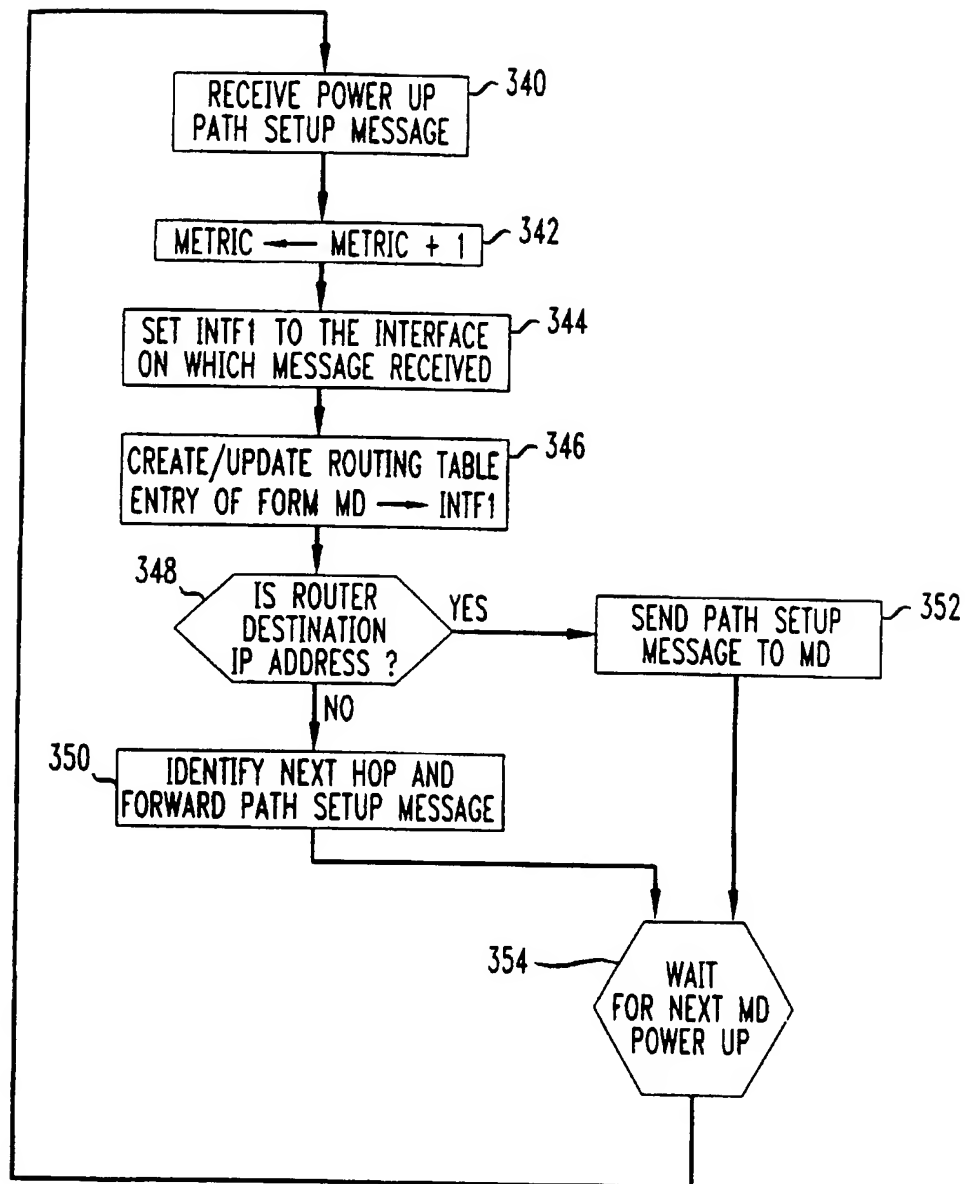 RECEIVE POWER UP
PATH SETUP MESSAGE
340
METRIC ← METRIC + 1
342
SET INTF1 TO THE INTERFACE
ON WHICH MESSAGE RECEIVED
344
CREATE/UPDATE ROUTING TABLE
ENTRY OF FORM MD → INTF1
346
348
IS ROUTER
DESTINATION
IP ADDRESS ?
YES
SEND PATH SETUP
MESSAGE TO MD
352
NO
350
IDENTIFY NEXT HOP AND
FORWARD PATH SETUP MESSAGE
354
WAIT
FOR NEXT MD
POWER UP